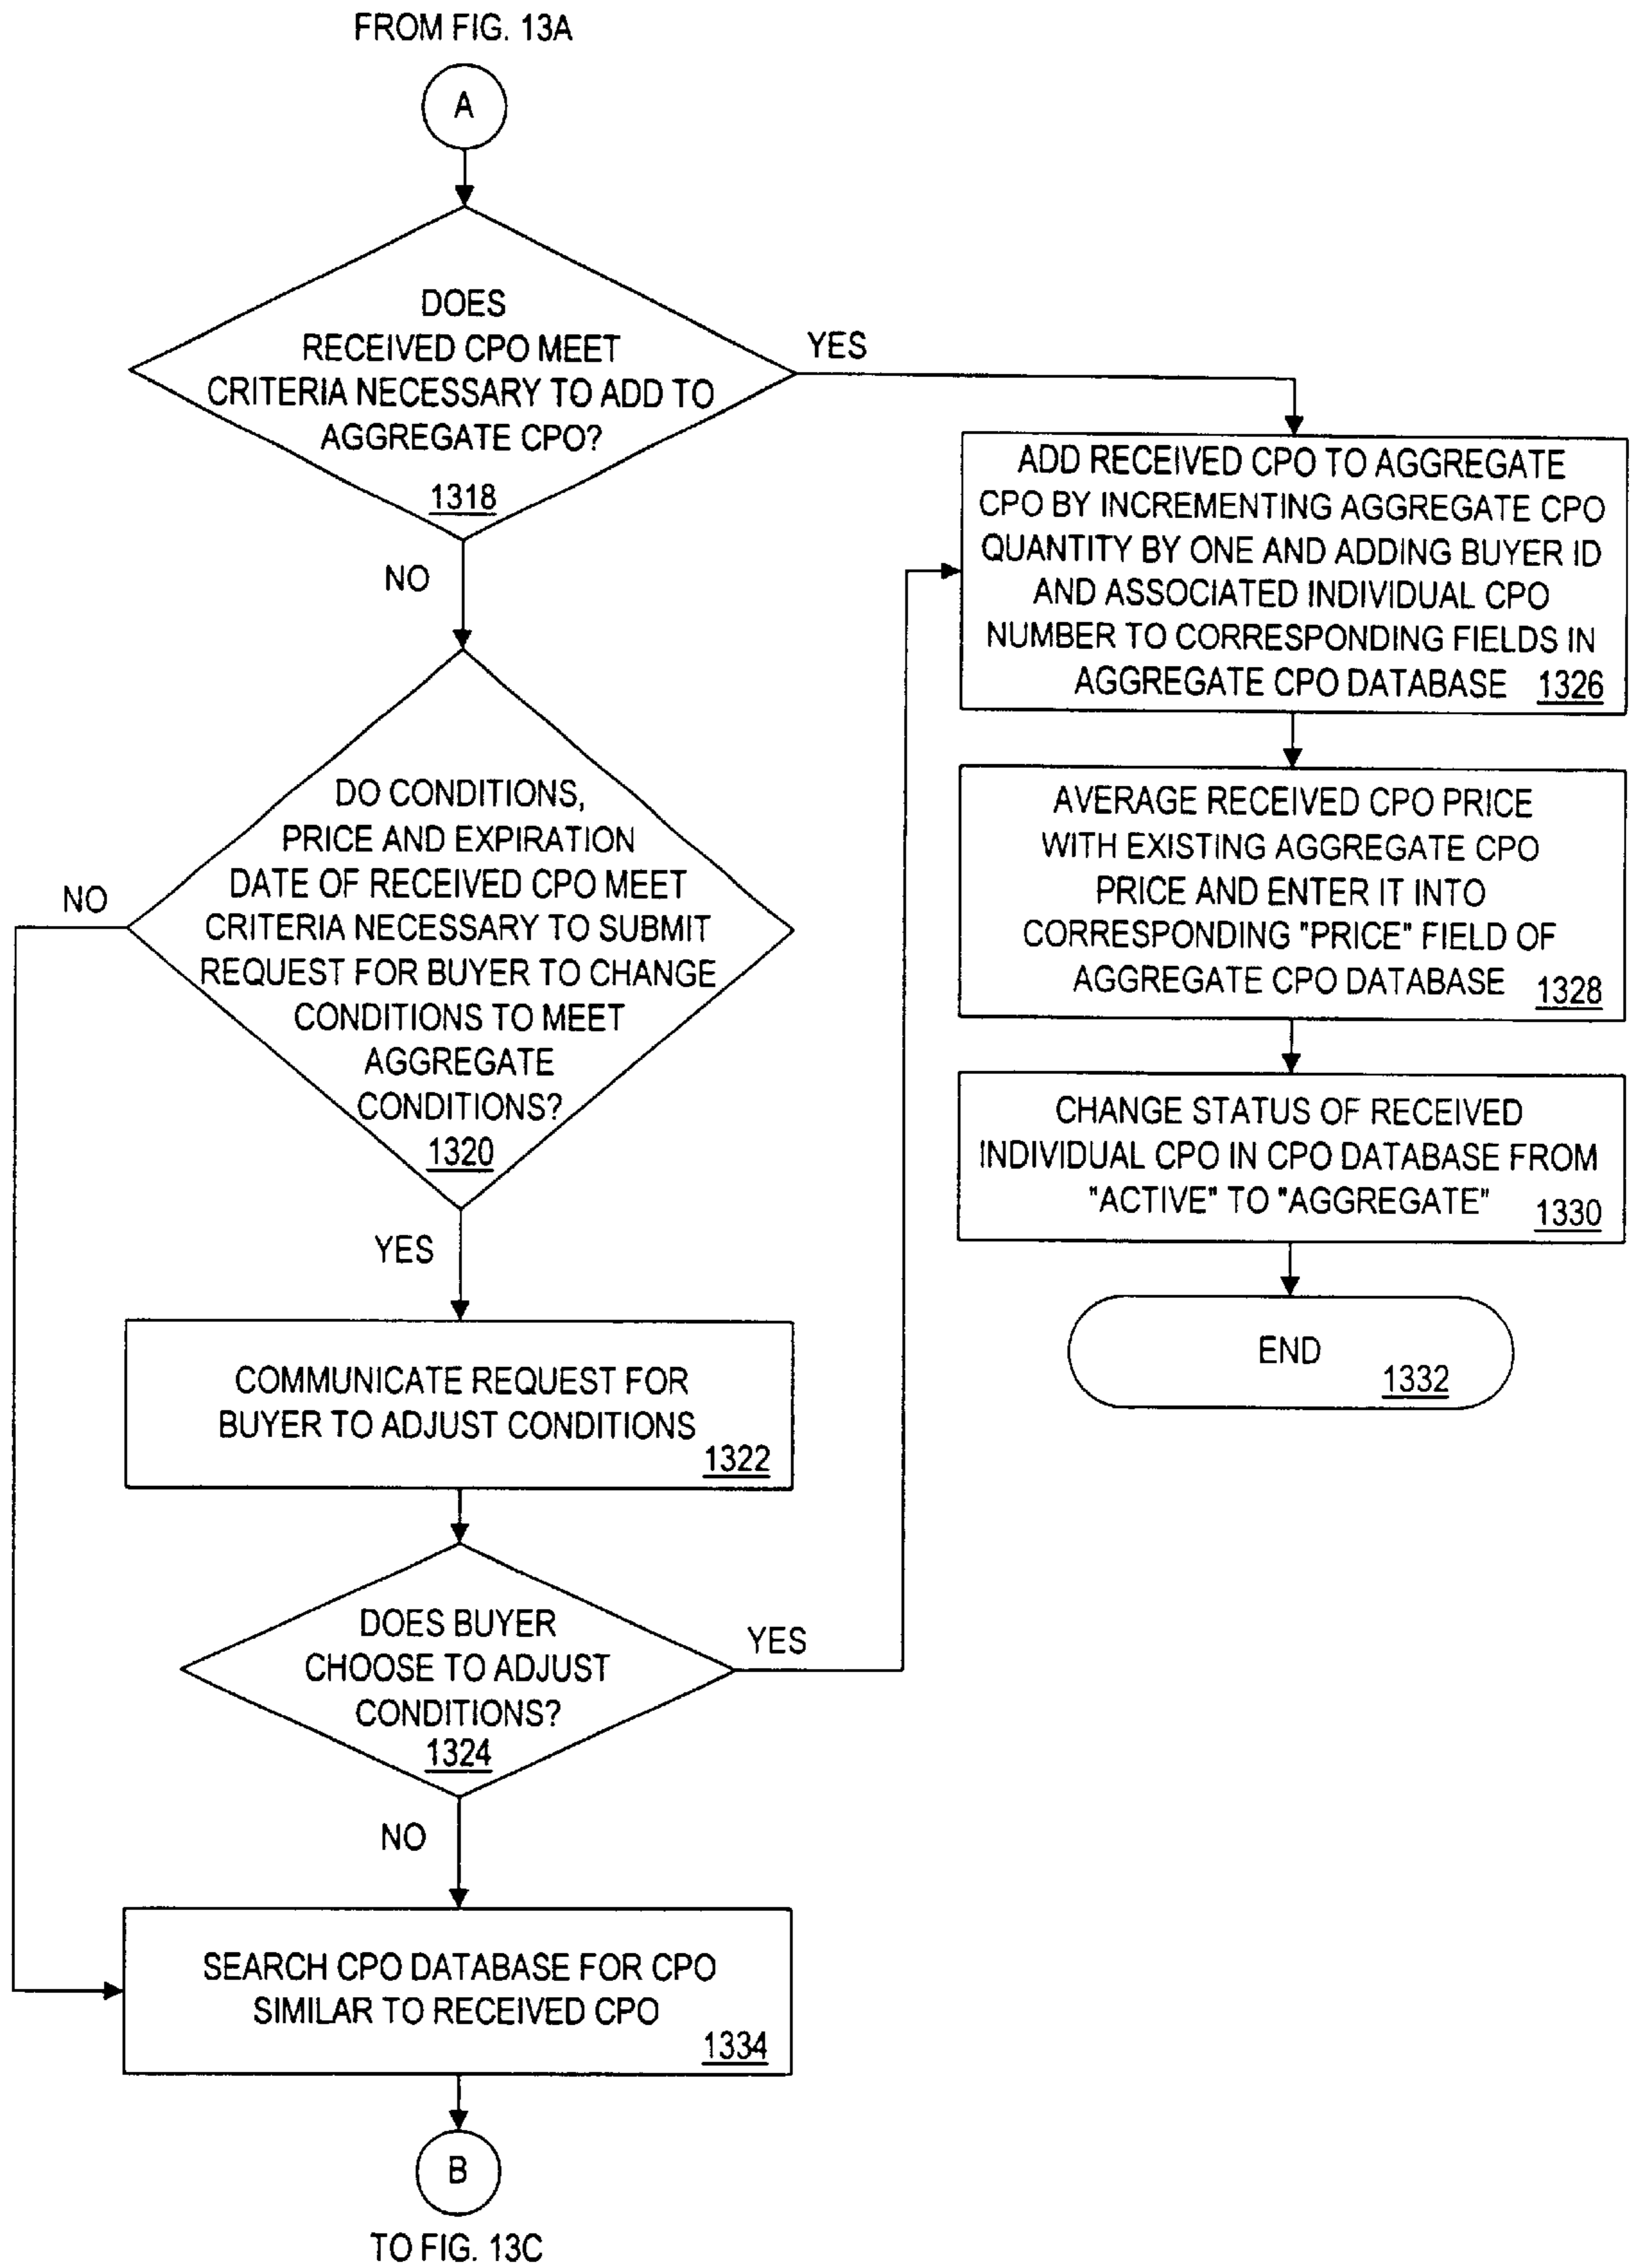 FROM FIG. 13A
A
DOES
RECEIVED CPO MEET
CRITERIA NECESSARY TO ADD TO
AGGREGATE CPO?
1318
YES
NO
DO CONDITIONS,
PRICE AND EXPIRATION
DATE OF RECEIVED CPO MEET
CRITERIA NECESSARY TO SUBMIT
REQUEST FOR BUYER TO CHANGE
CONDITIONS TO MEET
AGGREGATE
CONDITIONS?
1320
NO
YES
COMMUNICATE REQUEST FOR
BUYER TO ADJUST CONDITIONS
1322
DOES BUYER
CHOOSE TO ADJUST
CONDITIONS?
1324
YES
NO
SEARCH CPO DATABASE FOR CPO
SIMILAR TO RECEIVED CPO
1334
B
TO FIG. 13C
ADD RECEIVED CPO TO AGGREGATE
CPO BY INCREMENTING AGGREGATE CPO
QUANTITY BY ONE AND ADDING BUYER ID
AND ASSOCIATED INDIVIDUAL CPO
NUMBER TO CORRESPONDING FIELDS IN
AGGREGATE CPO DATABASE 1326
AVERAGE RECEIVED CPO PRICE
WITH EXISTING AGGREGATE CPO
PRICE AND ENTER IT INTO
CORRESPONDING "PRICE" FIELD OF
AGGREGATE CPO DATABASE 1328
CHANGE STATUS OF RECEIVED
INDIVIDUAL CPO IN CPO DATABASE FROM
"ACTIVE" TO "AGGREGATE" 1330
END
1332